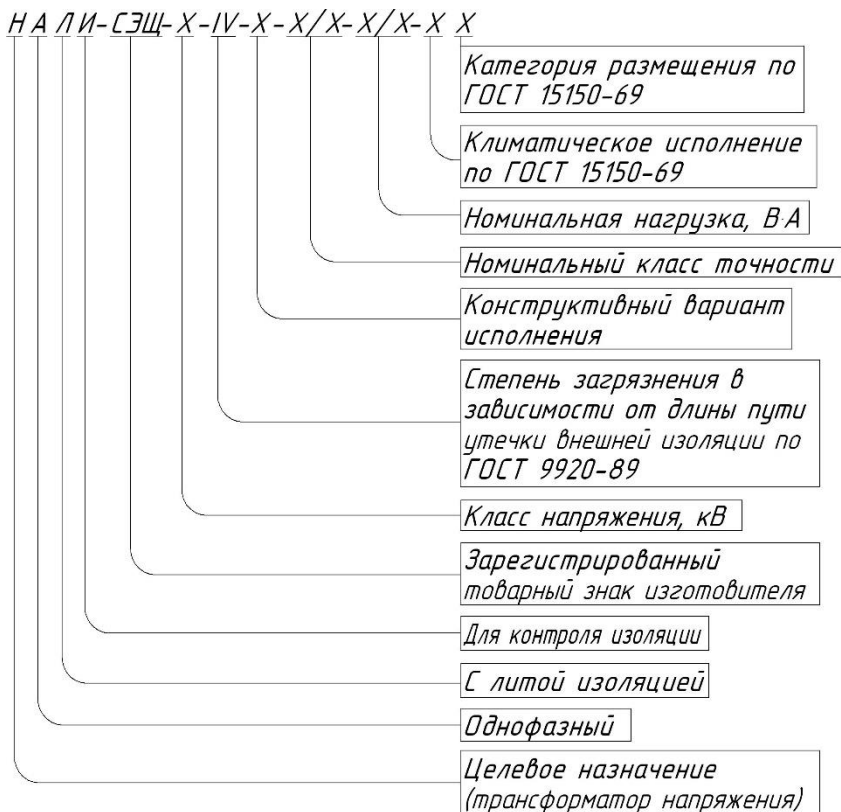 Н А Л И-СЭЩ-Х-IV-Х-Х/Х-Х/Х-Х Х
Категория размещения по
ГОСТ 15150-69
Климатическое исполнение
по ГОСТ 15150-69
Номинальная нагрузка, В·А
Номинальный класс точности
Конструктивный вариант
исполнения
Степень загрязнения в
зависимости от длины пути
утечки внешней изоляции по
ГОСТ 9920-89
Класс напряжения, кВ
Зарегистрированный
товарный знак изготовителя
Для контроля изоляции
С литой изоляцией
Однофазный
Целевое назначение
(трансформатор напряжения)